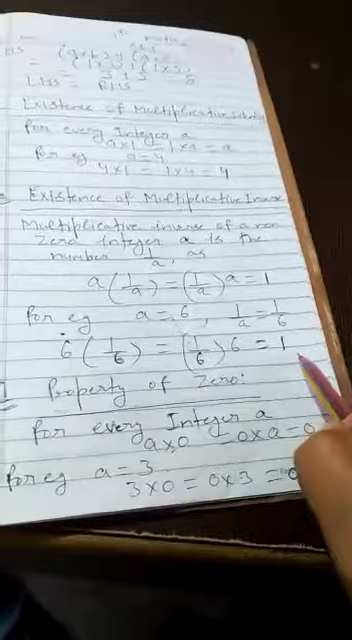 LHS = RHS
Existence of Multiplicative
for every Integer a
a×1 = 1×a = a
for eg a=4
4×1 = 1×4 = 4
Existence of Multiplicative
Multiplicative inverse of a non
Zero integer a is the
number 1/a, as
a(1/a) = (1/a)a = 1
for eg a=6, 1/a = 1/6
6(1/6) = (1/6)6 = 1
Property of Zero:
for every Integer a
a×0 = 0×a = 0
for eg a = 3
3×0 = 0×3 = 0